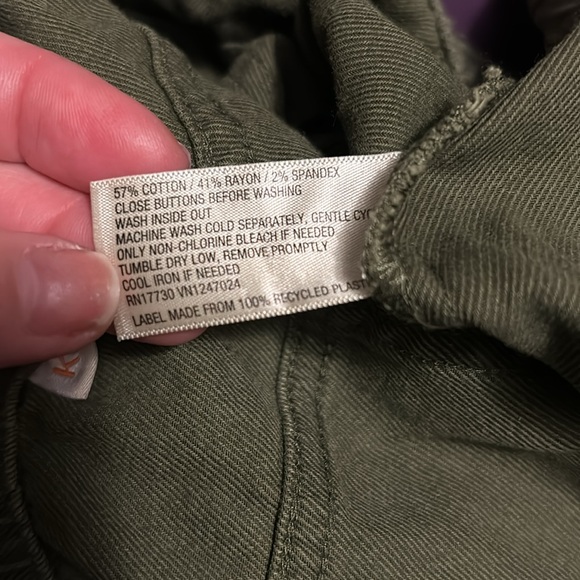 57% COTTON / 41% RAYON / 2% SPANDEX
CLOSE BUTTONS BEFORE WASHING
WASH INSIDE OUT
MACHINE WASH COLD SEPARATELY, GENTLE CYC
ONLY NON-CHLORINE BLEACH IF NEEDED
TUMBLE DRY LOW, REMOVE PROMPTLY
COOL IRON IF NEEDED
RN17730 VN1247024
LABEL MADE FROM 100% RECYCLED PLAST